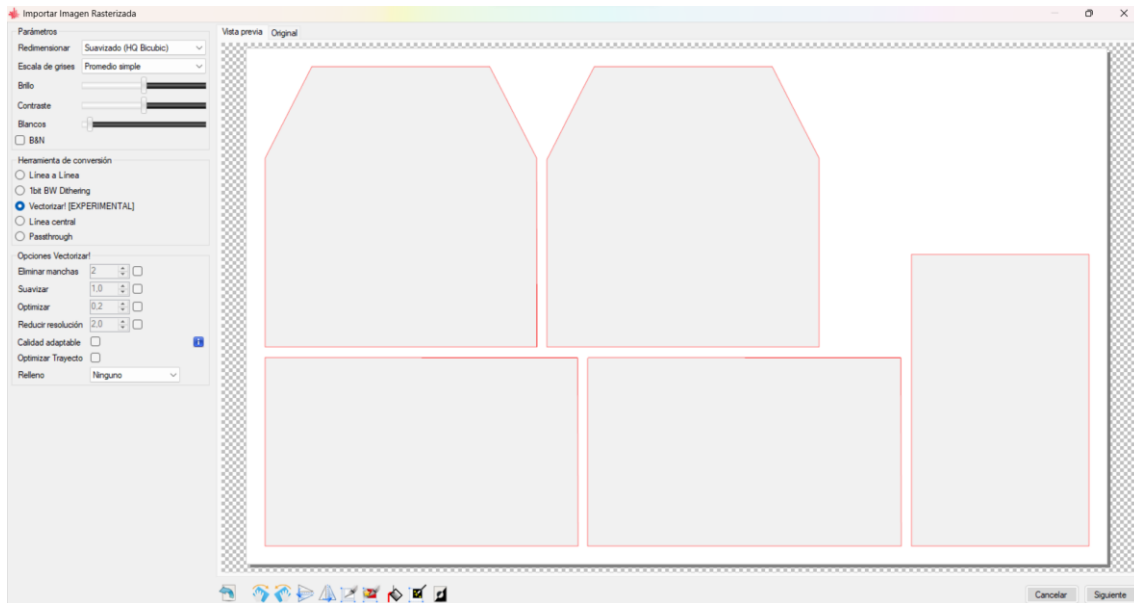 Importar Imagen Rasterizada
Parámetros
Redimensionar Suavizado (HQ Bicubic)
Escala de grises Promedio simple
Brillo
Contraste
Blancos
B&N
Herramienta de conversión
Línea a Línea
1bit BW Dithering
Vectorizar! [EXPERIMENTAL]
Línea central
Passthrough
Opciones Vectorizar!
Eliminar manchas 2
Suavizar 1,0
Optimizar 0,2
Reducir resolución 2,0
Calidad adaptable
Optimizar Trayecto
Relleno Ninguno
Vista previa Original
Cancelar Siguiente